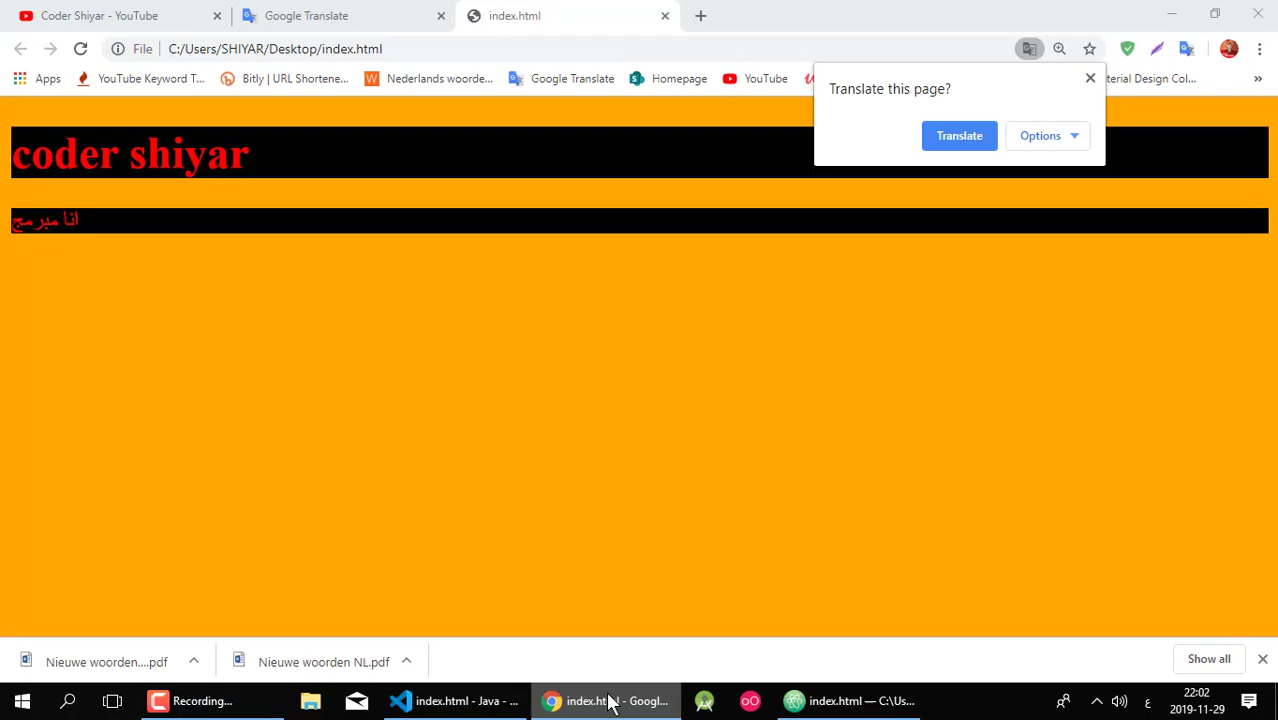 Coder Shiyar - YouTube
Google Translate
index.html
File
C:/Users/SHIYAR/Desktop/index.html
Apps
YouTube Keyword T...
Bitly | URL Shortene...
Nederlands woorde...
Google Translate
Homepage
YouTube
terial Design Col...
»
Translate this page?
Translate
Options
coder shiyar
انا مبرمج
Nieuwe woorden....pdf
Nieuwe woorden NL.pdf
Show all
Recording...
index.html - Java - ...
index.html - Googl...
index.html — C:\Us...
ع
22:02
2019-11-29